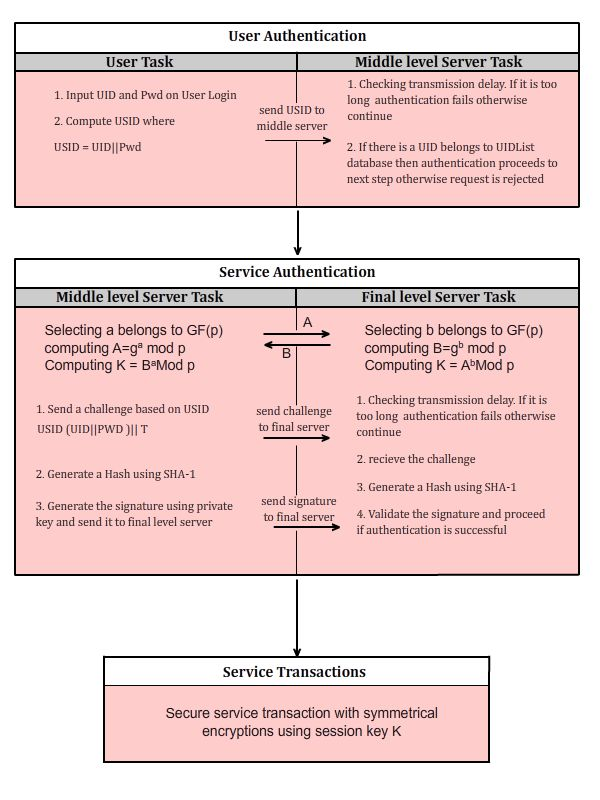 User Authentication
User Task
Middle level Server Task
1. Input UID and Pwd on User Login
2. Compute USID where
USID = UID||Pwd
send USID to
middle server
1. Checking transmission delay. If it is too
long authentication fails otherwise
continue
2. If there is a UID belongs to UIDList
database then authentication proceeds to
next step otherwise request is rejected
Service Authentication
Middle level Server Task
Final level Server Task
Selecting a belongs to GF(p)
computing A=gᵃ mod p
Computing K = BᵃMod p
A
B
Selecting b belongs to GF(p)
computing B=gᵇ mod p
Computing K = AᵇMod p
1. Send a challenge based on USID
USID (UID||PWD )|| T
2. Generate a Hash using SHA-1
3. Generate the signature using private
key and send it to final level server
send challenge
to final server
send signature
to final server
1. Checking transmission delay. If it is
too long authentication fails otherwise
continue
2. recieve the challenge
3. Generate a Hash using SHA-1
4. Validate the signature and proceed
if authentication is successful
Service Transactions
Secure service transaction with symmetrical
encryptions using session key K